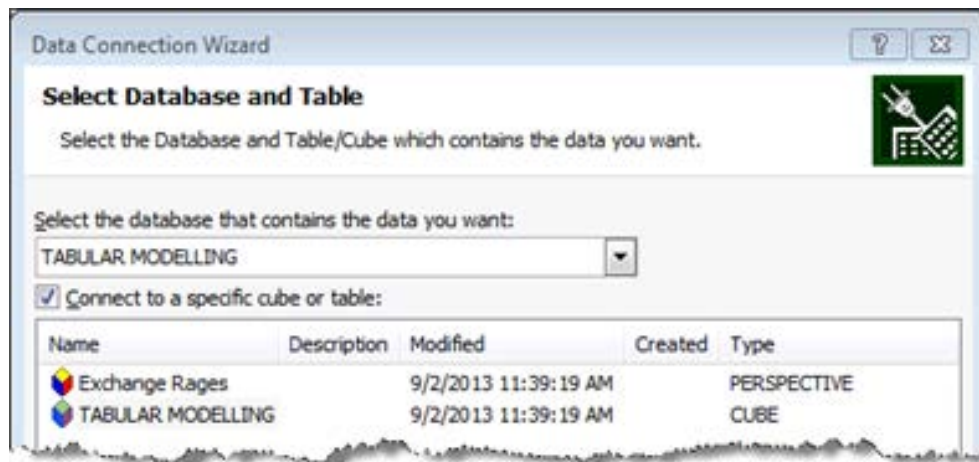 Data Connection Wizard
Select Database and Table
Select the Database and Table/Cube which contains the data you want.
Select the database that contains the data you want:
TABULAR MODELLING
Connect to a specific cube or table:
Name Description Modified Created Type
Exchange Rages 9/2/2013 11:39:19 AM PERSPECTIVE
TABULAR MODELLING 9/2/2013 11:39:19 AM CUBE